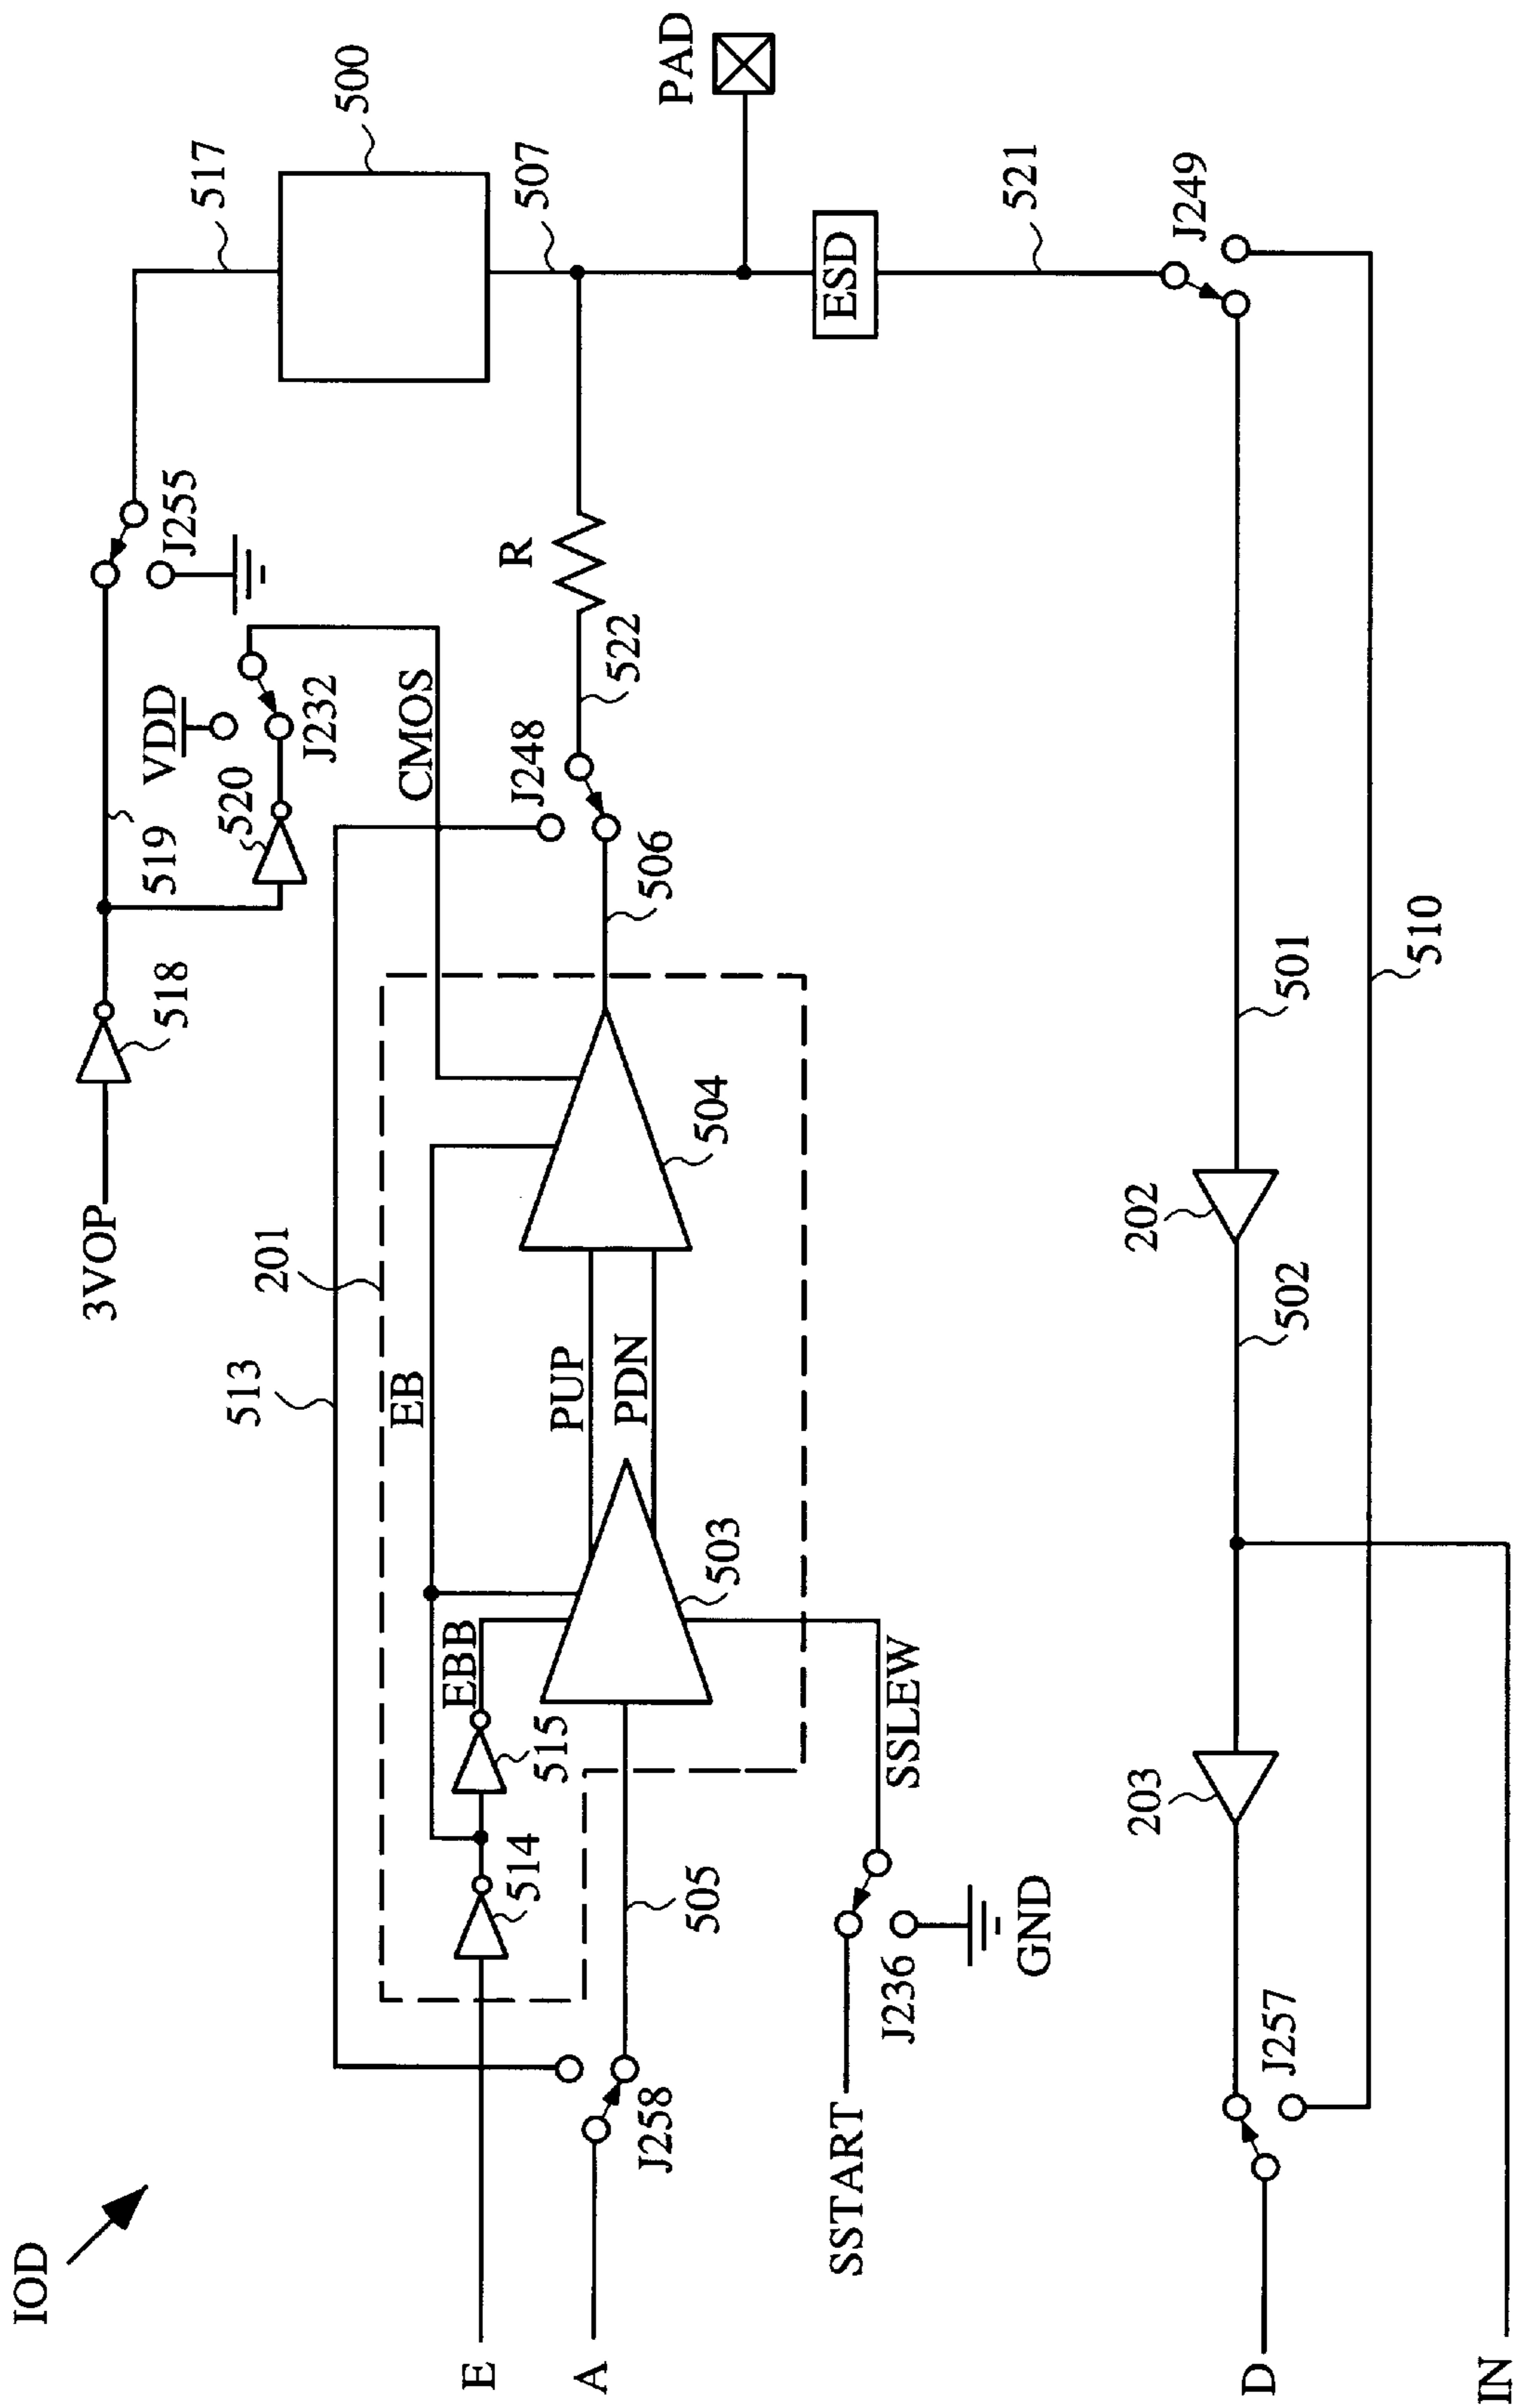 IOD
3VOP
518
519
520
VDD
J232
J255
517
500
507
PAD
513
201
EB
CMOS
J248
522
R
506
EBB
514
515
PUP
PDN
503
504
E
A
J258
505
SSLEW
SSTART
J236
GND
ESD
521
J249
202
203
502
501
510
J257
D
IN